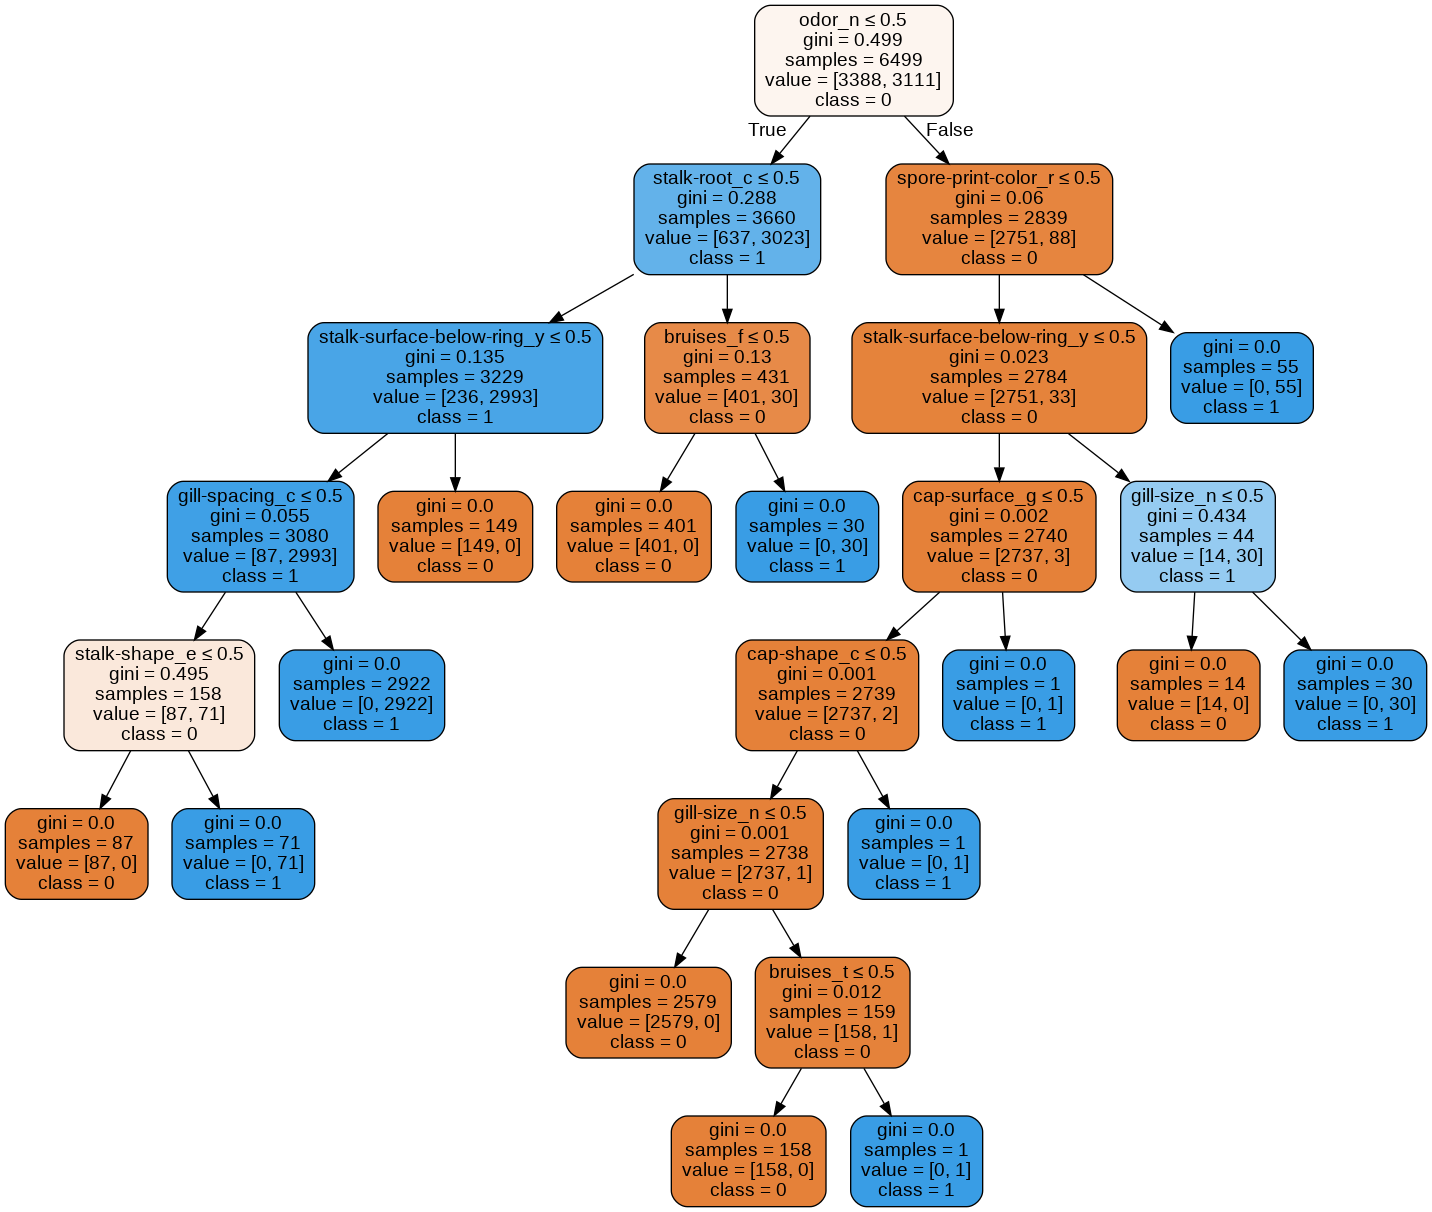 odor_n ≤ 0.5
gini = 0.499
samples = 6499
value = [3388, 3111]
class = 0
True
False
stalk-root_c ≤ 0.5
gini = 0.288
samples = 3660
value = [637, 3023]
class = 1
spore-print-color_r ≤ 0.5
gini = 0.06
samples = 2839
value = [2751, 88]
class = 0
stalk-surface-below-ring_y ≤ 0.5
gini = 0.135
samples = 3229
value = [236, 2993]
class = 1
bruises_f ≤ 0.5
gini = 0.13
samples = 431
value = [401, 30]
class = 0
stalk-surface-below-ring_y ≤ 0.5
gini = 0.023
samples = 2784
value = [2751, 33]
class = 0
gini = 0.0
samples = 55
value = [0, 55]
class = 1
gill-spacing_c ≤ 0.5
gini = 0.055
samples = 3080
value = [87, 2993]
class = 1
gini = 0.0
samples = 149
value = [149, 0]
class = 0
gini = 0.0
samples = 401
value = [401, 0]
class = 0
gini = 0.0
samples = 30
value = [0, 30]
class = 1
cap-surface_g ≤ 0.5
gini = 0.002
samples = 2740
value = [2737, 3]
class = 0
gill-size_n ≤ 0.5
gini = 0.434
samples = 44
value = [14, 30]
class = 1
stalk-shape_e ≤ 0.5
gini = 0.495
samples = 158
value = [87, 71]
class = 0
gini = 0.0
samples = 2922
value = [0, 2922]
class = 1
cap-shape_c ≤ 0.5
gini = 0.001
samples = 2739
value = [2737, 2]
class = 0
gini = 0.0
samples = 1
value = [0, 1]
class = 1
gini = 0.0
samples = 14
value = [14, 0]
class = 0
gini = 0.0
samples = 30
value = [0, 30]
class = 1
gini = 0.0
samples = 87
value = [87, 0]
class = 0
gini = 0.0
samples = 71
value = [0, 71]
class = 1
gill-size_n ≤ 0.5
gini = 0.001
samples = 2738
value = [2737, 1]
class = 0
gini = 0.0
samples = 1
value = [0, 1]
class = 1
gini = 0.0
samples = 2579
value = [2579, 0]
class = 0
bruises_t ≤ 0.5
gini = 0.012
samples = 159
value = [158, 1]
class = 0
gini = 0.0
samples = 158
value = [158, 0]
class = 0
gini = 0.0
samples = 1
value = [0, 1]
class = 1